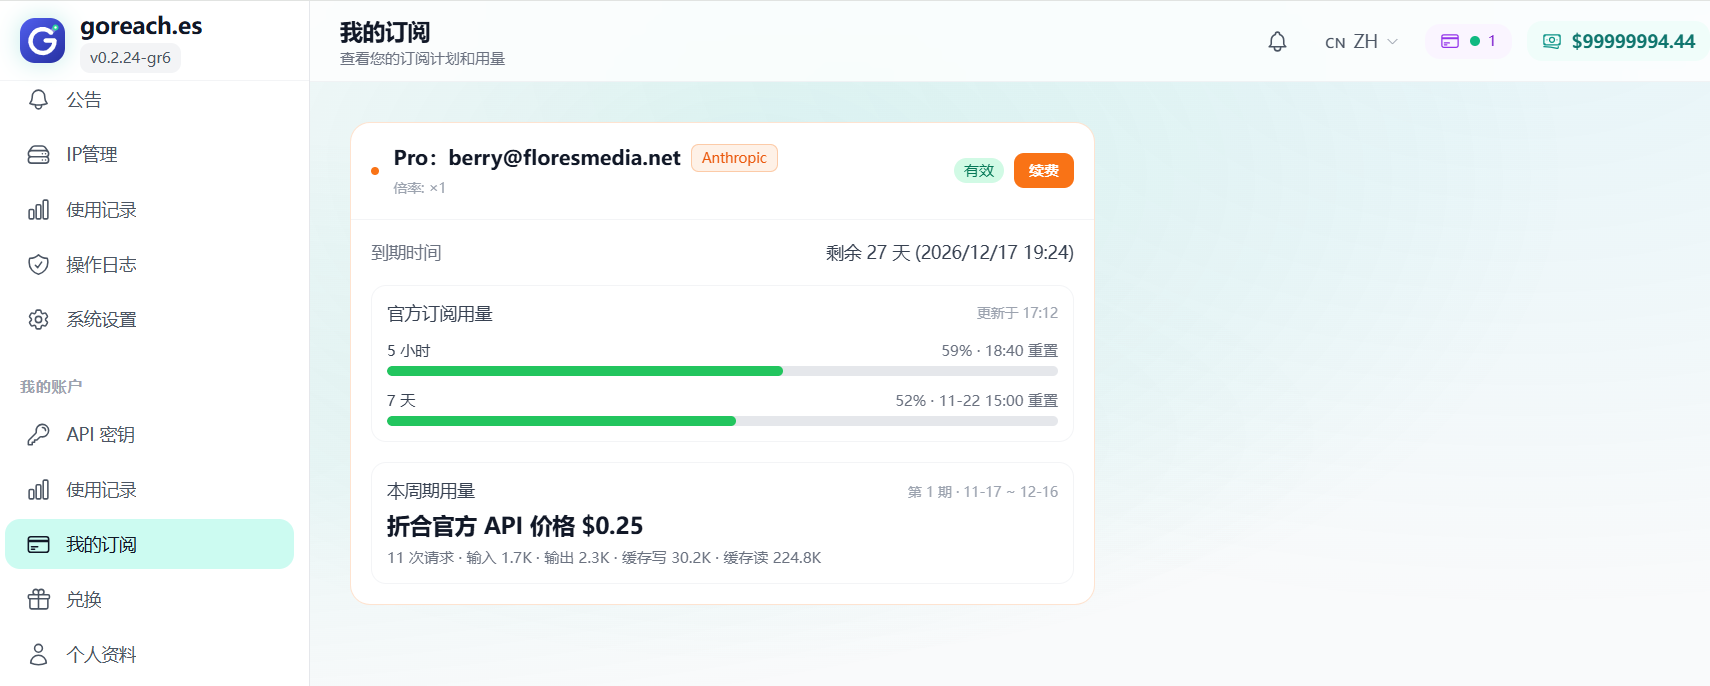 goreach.es
v0.2.24-gr6
公告
IP管理
使用记录
操作日志
系统设置
我的账户
API 密钥
使用记录
我的订阅
兑换
个人资料
我的订阅
查看您的订阅计划和用量
CN ZH
1
$99999994.44
Pro：berry@floresmedia.net Anthropic
倍率: ×1
有效 续费
到期时间 剩余 27 天 (2026/12/17 19:24)
官方订阅用量 更新于 17:12
5 小时 59% · 18:40 重置
7 天 52% · 11-22 15:00 重置
本周期用量 第 1 期 · 11-17 ~ 12-16
折合官方 API 价格 $0.25
11 次请求 · 输入 1.7K · 输出 2.3K · 缓存写 30.2K · 缓存读 224.8K